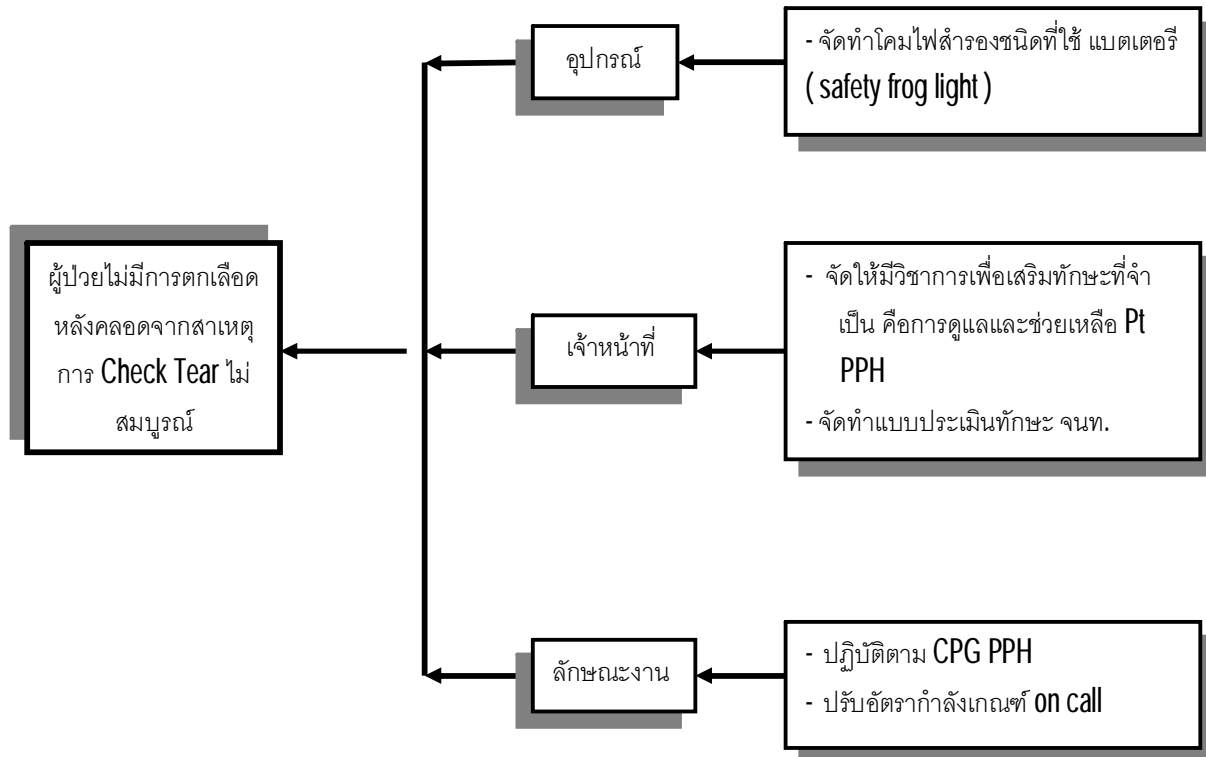 อุปกรณ์
- จัดทำโคมไฟสำรองชนิดที่ใช้ แบตเตอรี
( safety frog light )
ผู้ป่วยไม่มีการตกเลือด
หลังคลอดจากสาเหตุ
การ Check Tear ไม่
สมบูรณ์
เจ้าหน้าที่
- จัดให้มีวิชาการเพื่อเสริมทักษะที่จำ
เป็น คือการดูแลและช่วยเหลือ Pt
PPH
- จัดทำแบบประเมินทักษะ จนท.
ลักษณะงาน
- ปฏิบัติตาม CPG PPH
- ปรับอัตรากำลังเกณฑ์ on call